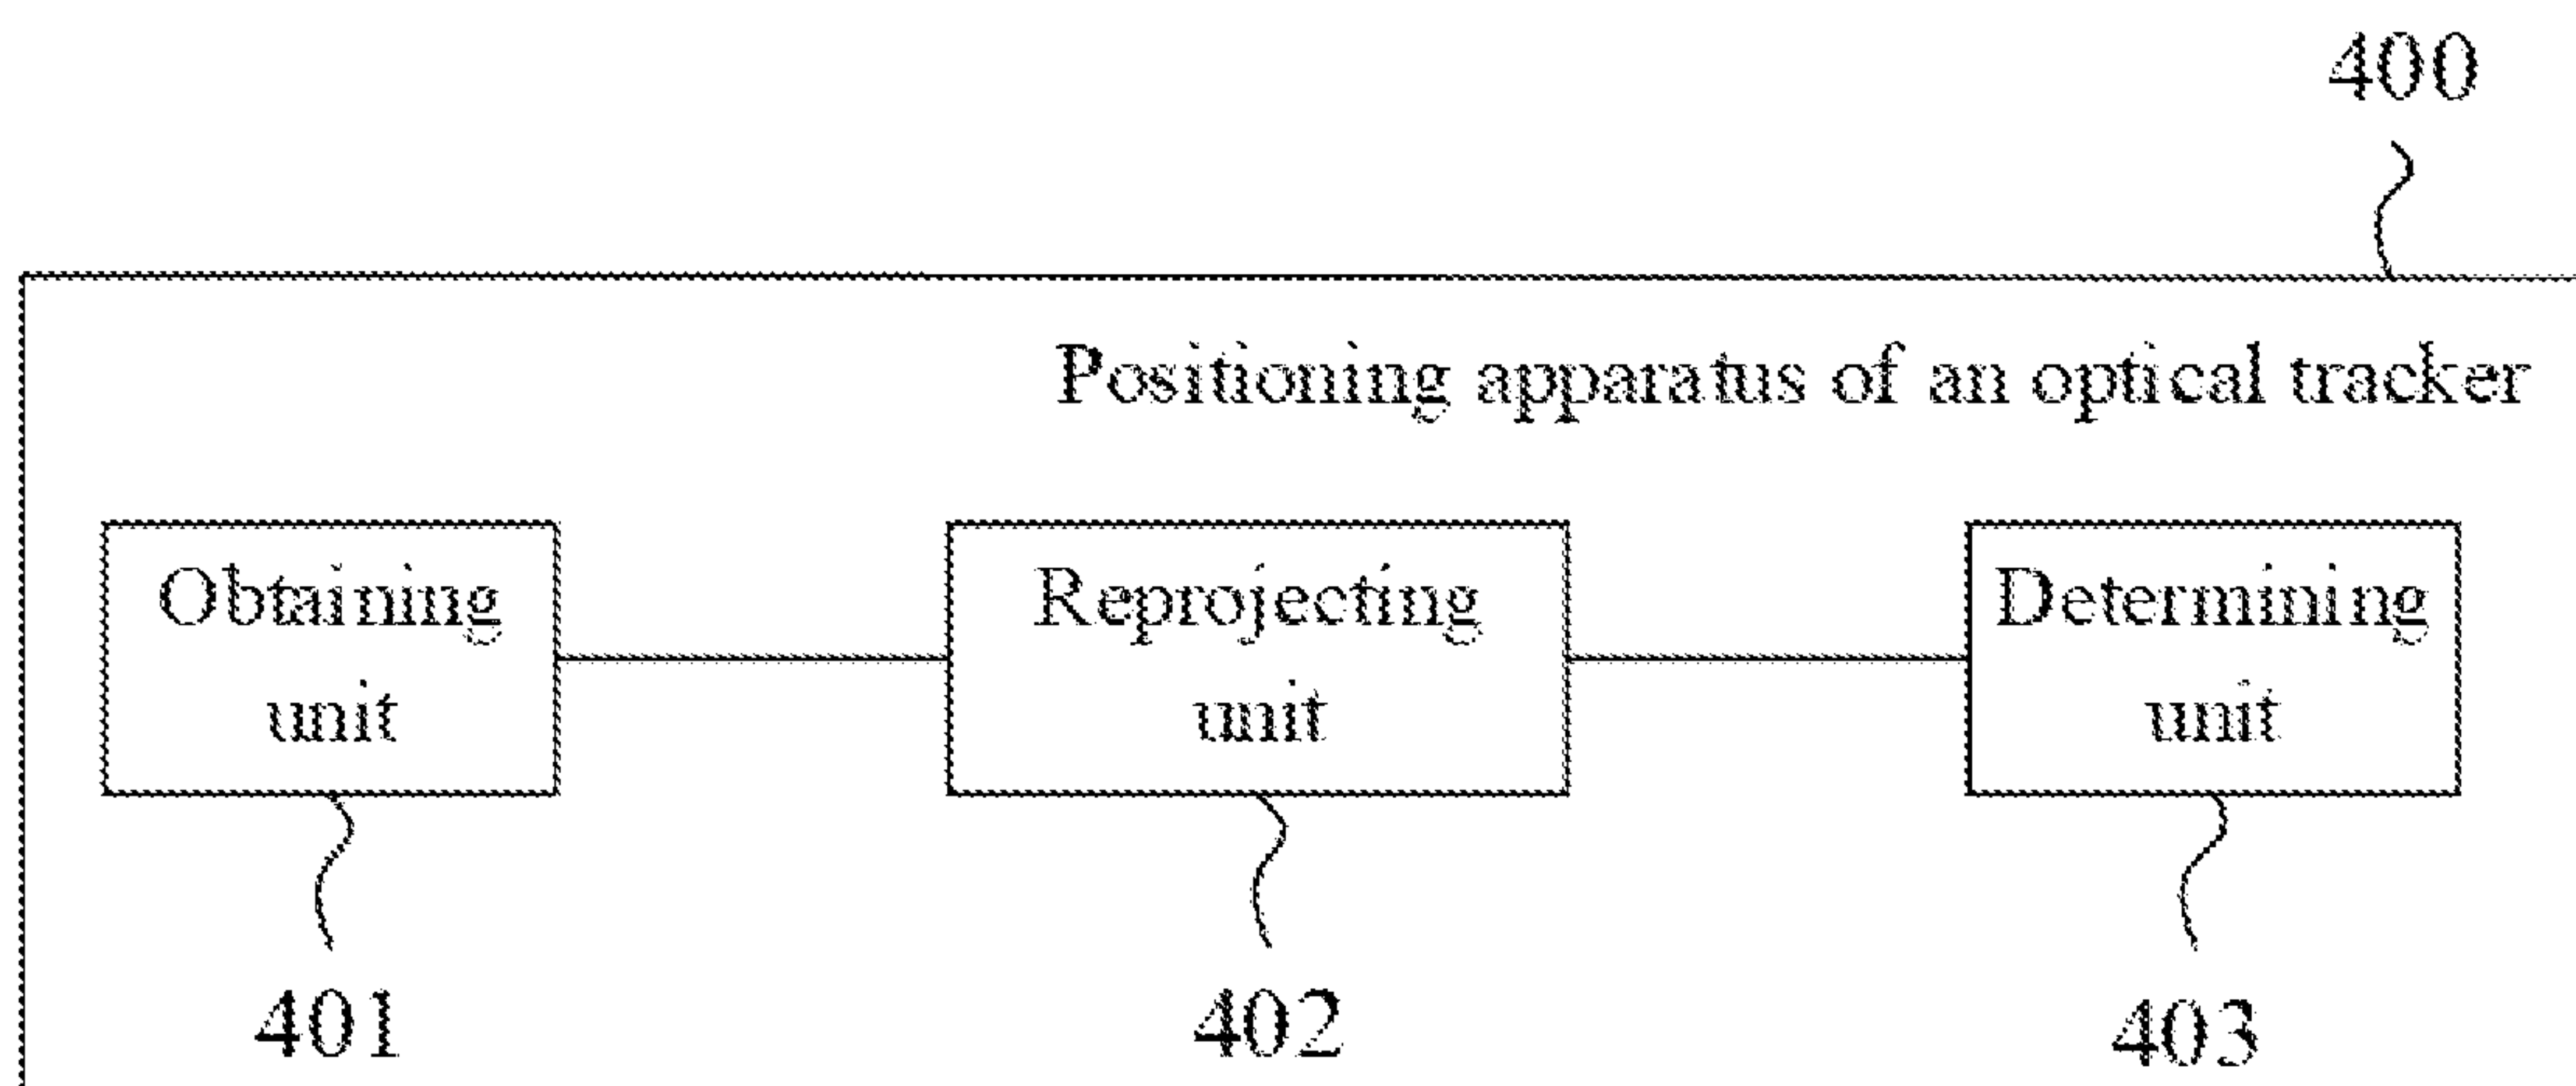 400
Positioning apparatus of an optical tracker
Obtaining
unit
Reprojecting
unit
Determining
unit
401
402
403